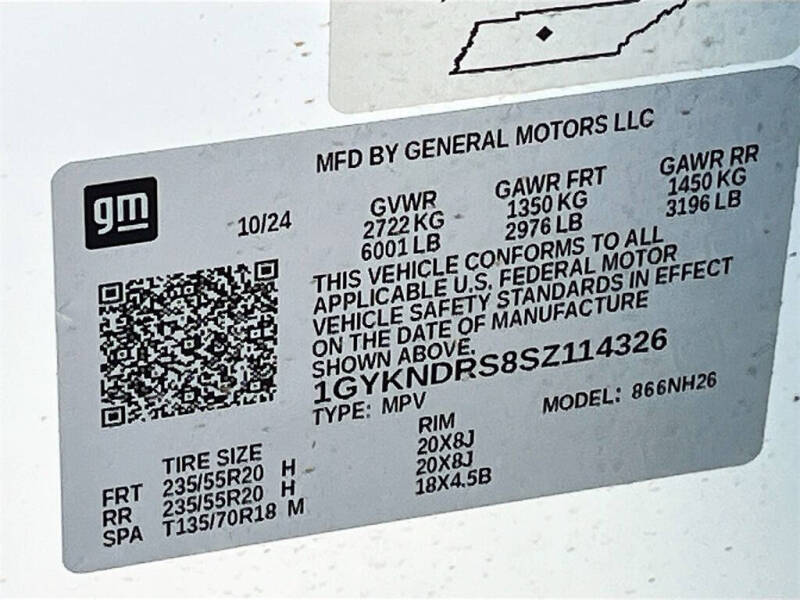 MFD BY GENERAL MOTORS LLC
gm
10/24
GVWR GAWR FRT GAWR RR
2722 KG 1350 KG 1450 KG
6001 LB 2976 LB 3196 LB
THIS VEHICLE CONFORMS TO ALL
APPLICABLE U.S. FEDERAL MOTOR
VEHICLE SAFETY STANDARDS IN EFFECT
ON THE DATE OF MANUFACTURE
SHOWN ABOVE.
1GYKNDRS8SZ114326
TYPE: MPV MODEL: 866NH26
TIRE SIZE RIM
FRT 235/55R20 H 20X8J
RR 235/55R20 H 20X8J
SPA T135/70R18 M 18X4.5B